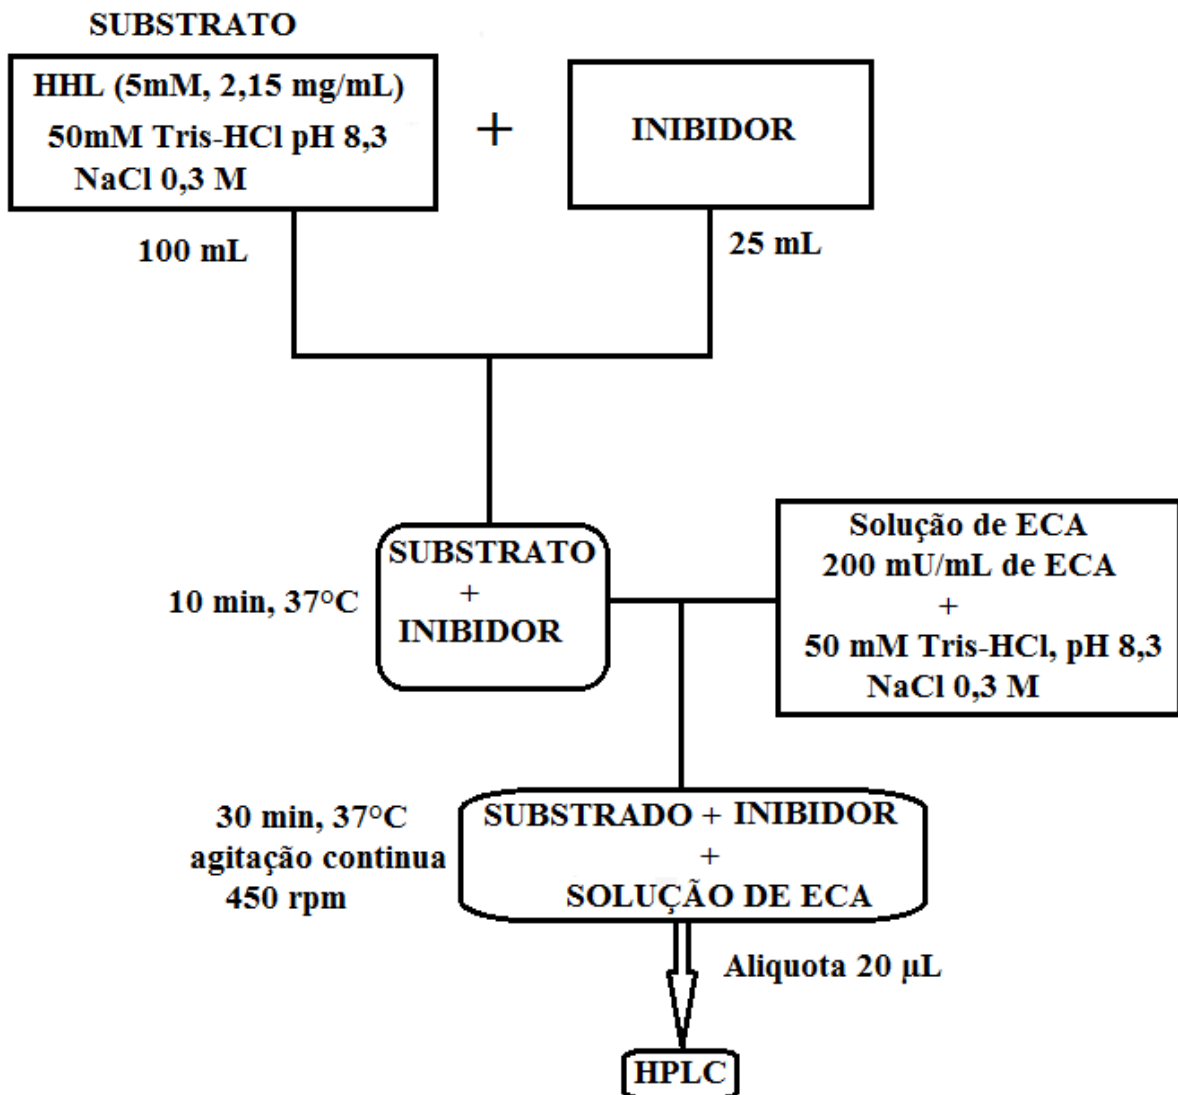 SUBSTRATO
HHL (5mM, 2,15 mg/mL)
50mM Tris-HCl pH 8,3
NaCl 0,3 M
+
INIBIDOR
100 mL
25 mL
10 min, 37°C
SUBSTRATO
+
INIBIDOR
Solução de ECA
200 mU/mL de ECA
+
50 mM Tris-HCl, pH 8,3
NaCl 0,3 M
30 min, 37°C
agitação continua
450 rpm
SUBSTRADO + INIBIDOR
+
SOLUÇÃO DE ECA
Aliquota 20 μL
HPLC